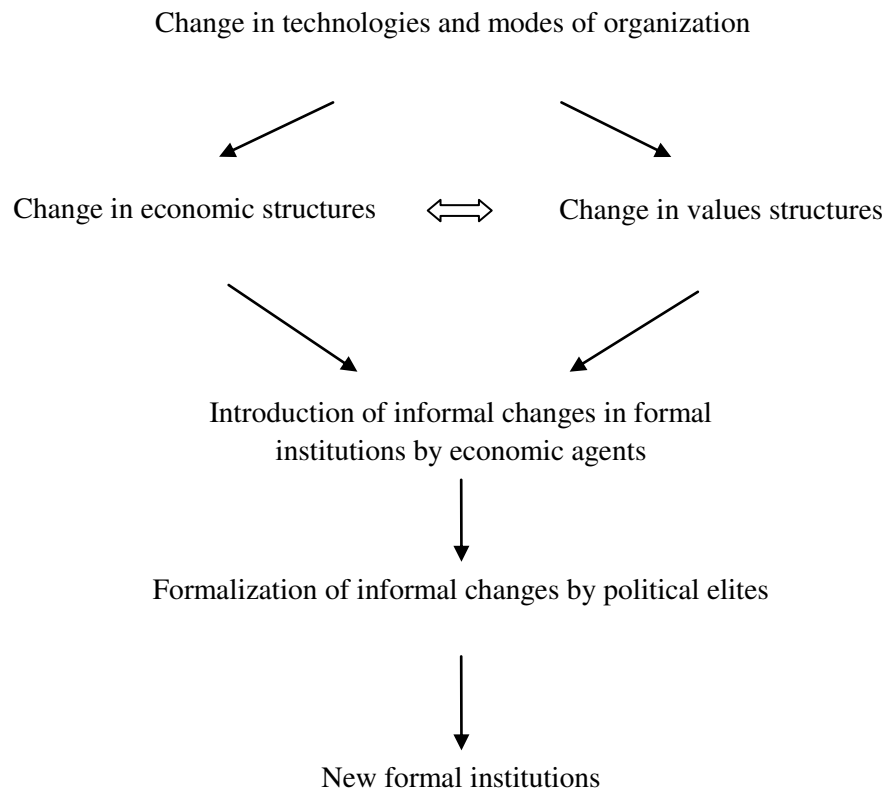 Change in technologies and modes of organization
Change in economic structures
Change in values structures
Introduction of informal changes in formal
institutions by economic agents
Formalization of informal changes by political elites
New formal institutions